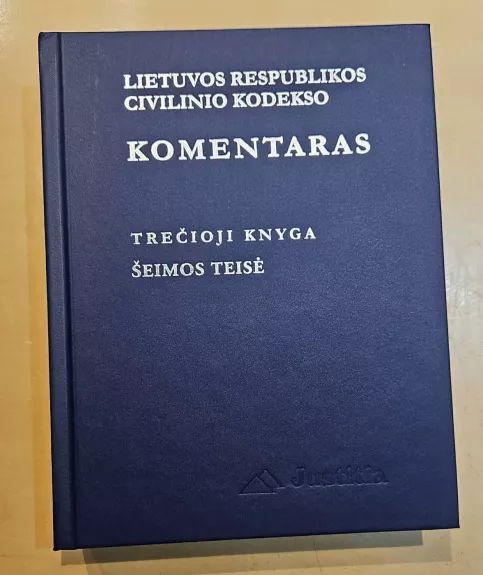 LIETUVOS RESPUBLIKOS
CIVILINIO KODEKSO
KOMENTARAS
TREČIOJI KNYGA
ŠEIMOS TEISĖ
Justitia